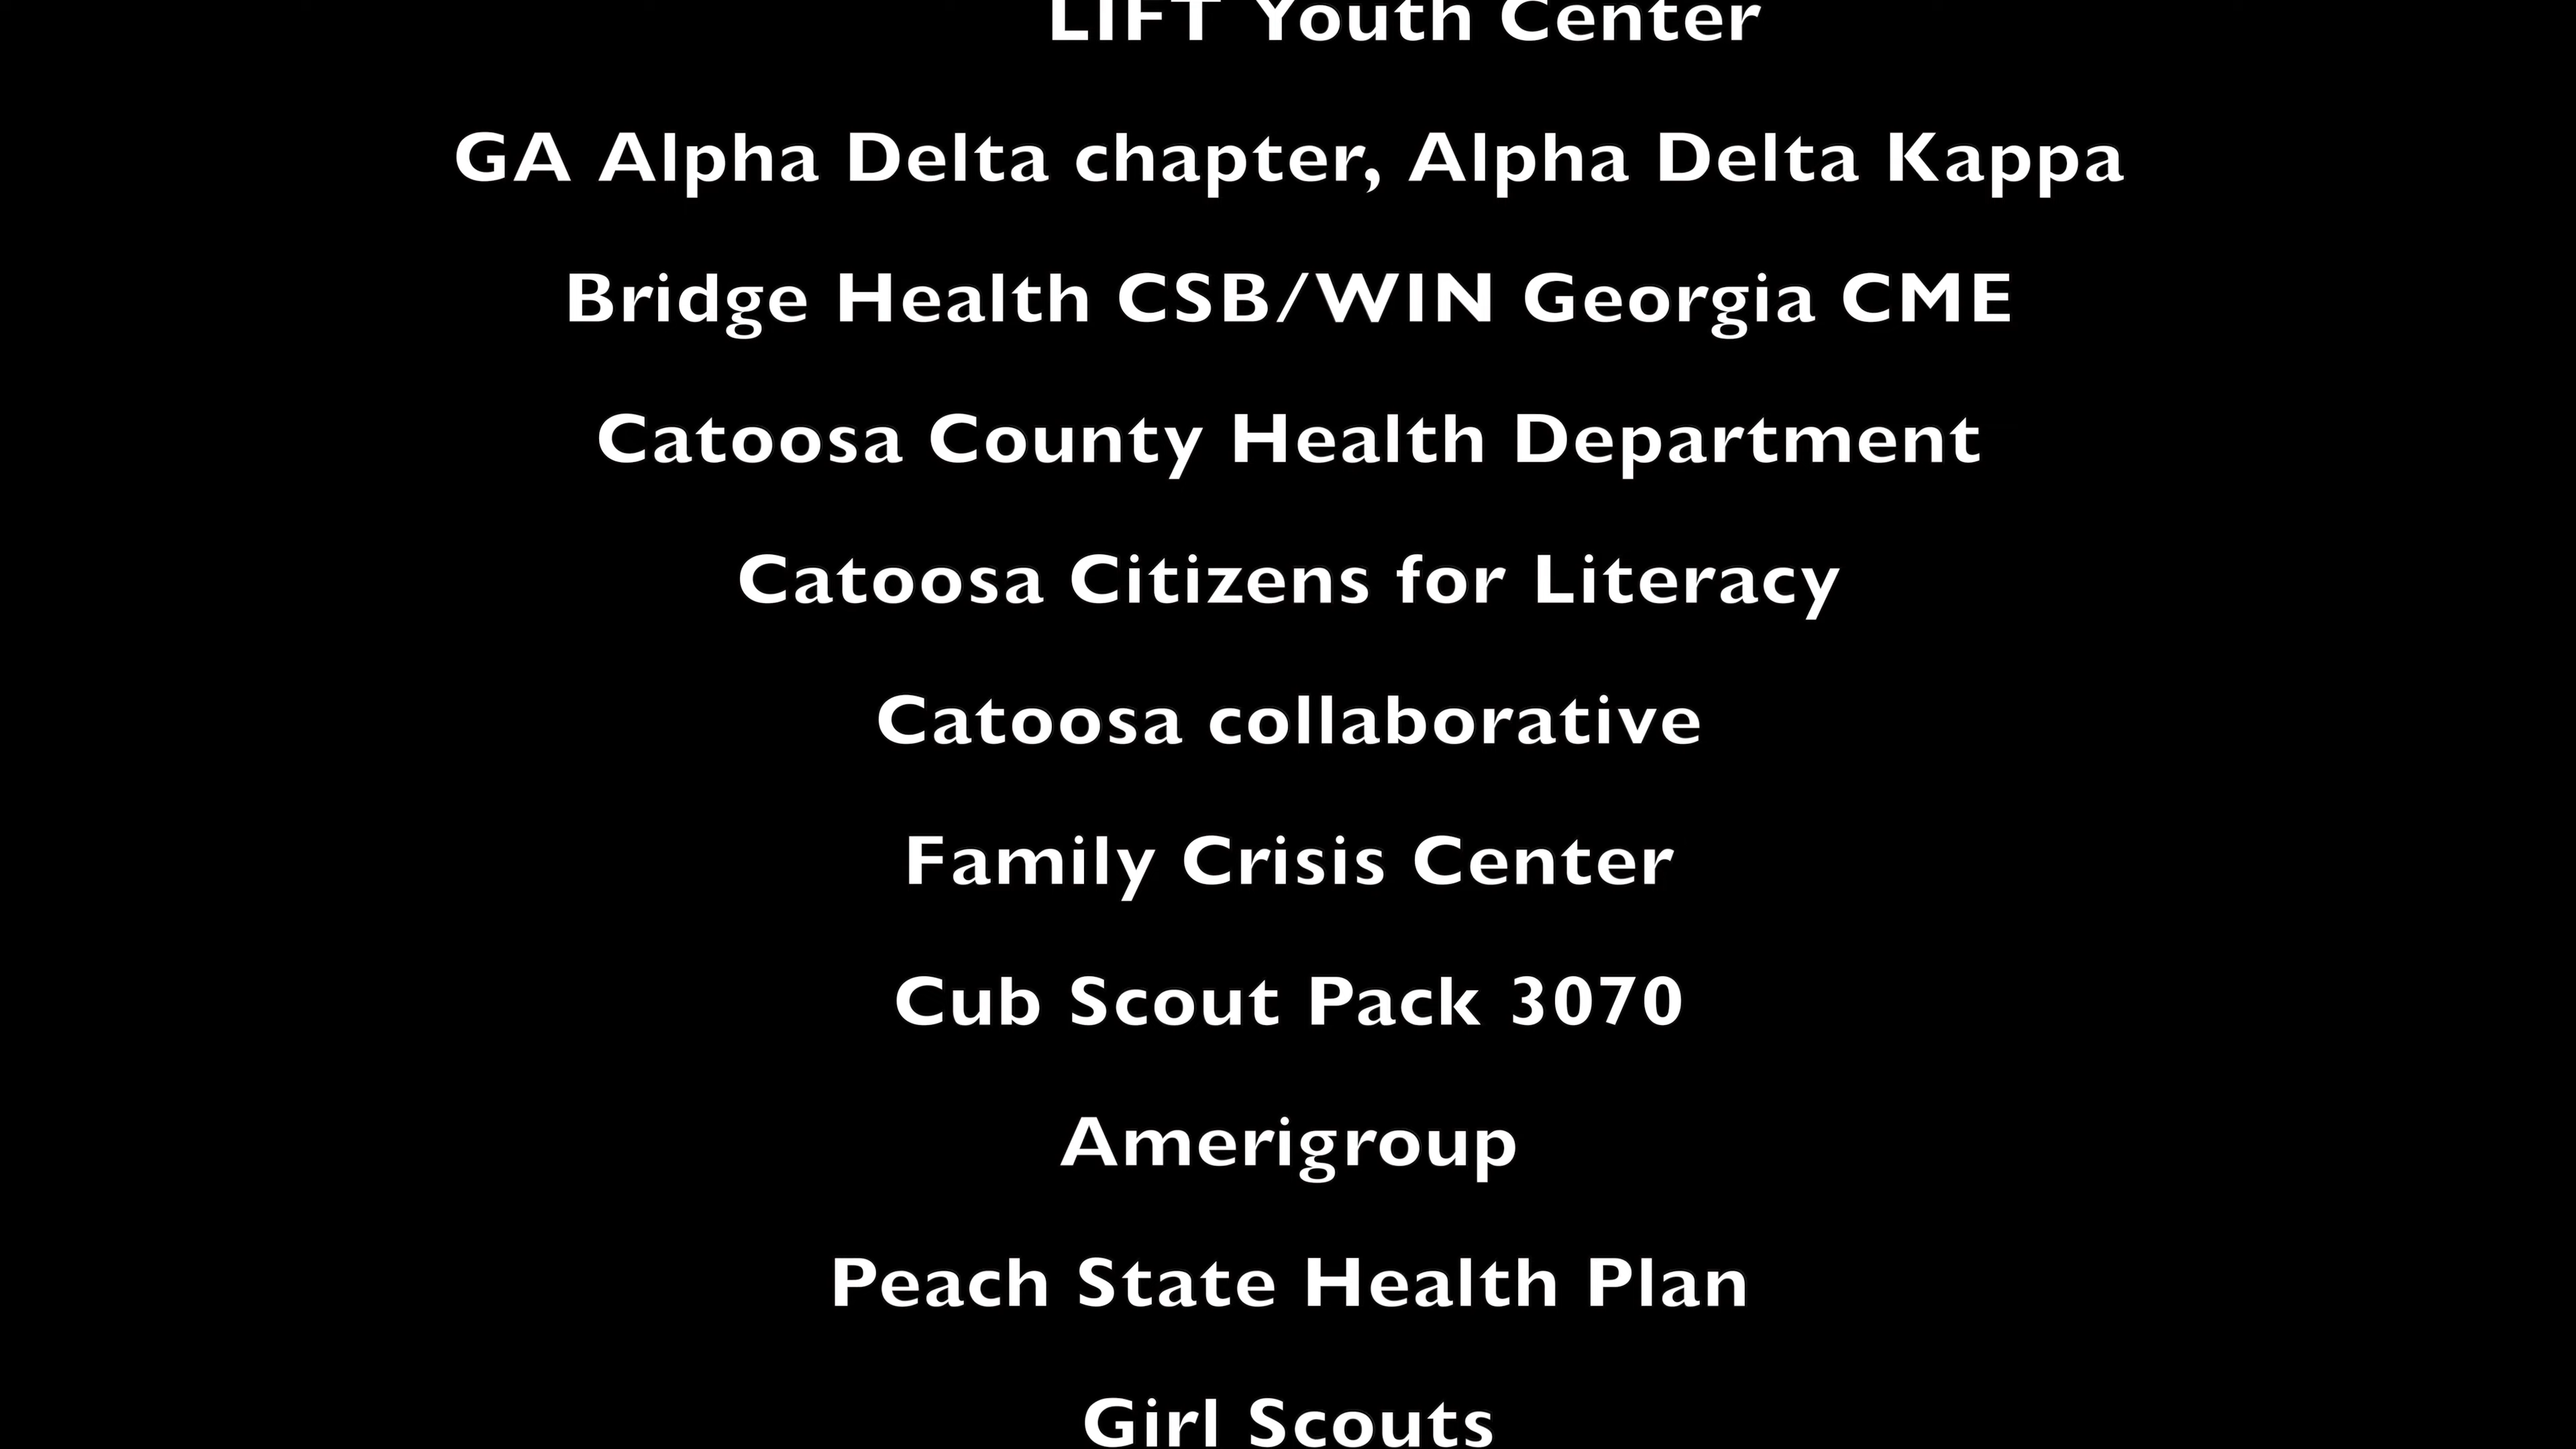 LIFT Youth Center
GA Alpha Delta chapter, Alpha Delta Kappa
Bridge Health CSB/WIN Georgia CME
Catoosa County Health Department
Catoosa Citizens for Literacy
Catoosa collaborative
Family Crisis Center
Cub Scout Pack 3070
Amerigroup
Peach State Health Plan
Girl Scouts